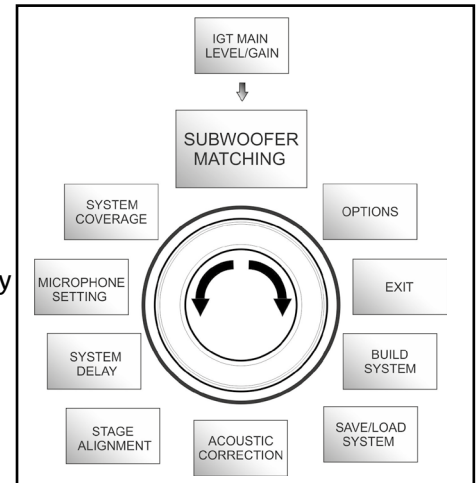 IGT MAIN
LEVEL/GAIN
SUBWOOFER
MATCHING
SYSTEM
COVERAGE
OPTIONS
y
MICROPHONE
SETTING
EXIT
SYSTEM
DELAY
BUILD
SYSTEM
STAGE
ALIGNMENT
ACOUSTIC
CORRECTION
SAVE/LOAD
SYSTEM